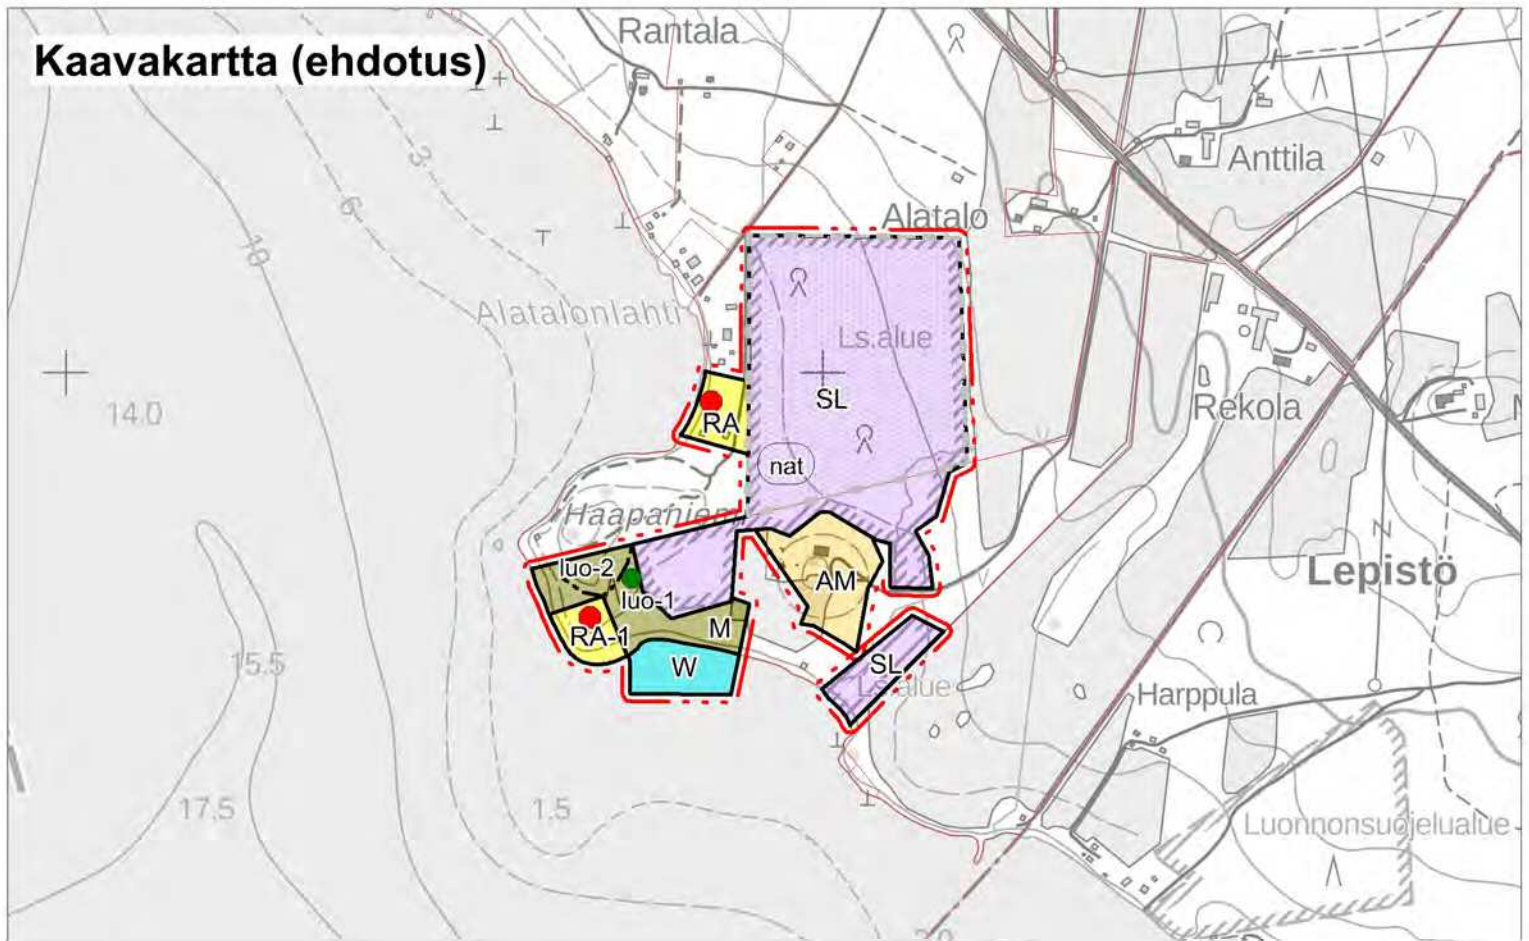 Rantala
Kaavakartta (ehdotus)
3
Anttila
6
Alatalo
10
Alatalonlahti
Ls.alue
SL
14.0
RA
Rekola
nat
Haapaniem
luo-2
AM
Lepistö
luo-1
RA-1
M
15.5
W
SL
Ls.alue
Harppula
17.5
1.5
Luonnonsuojelualue